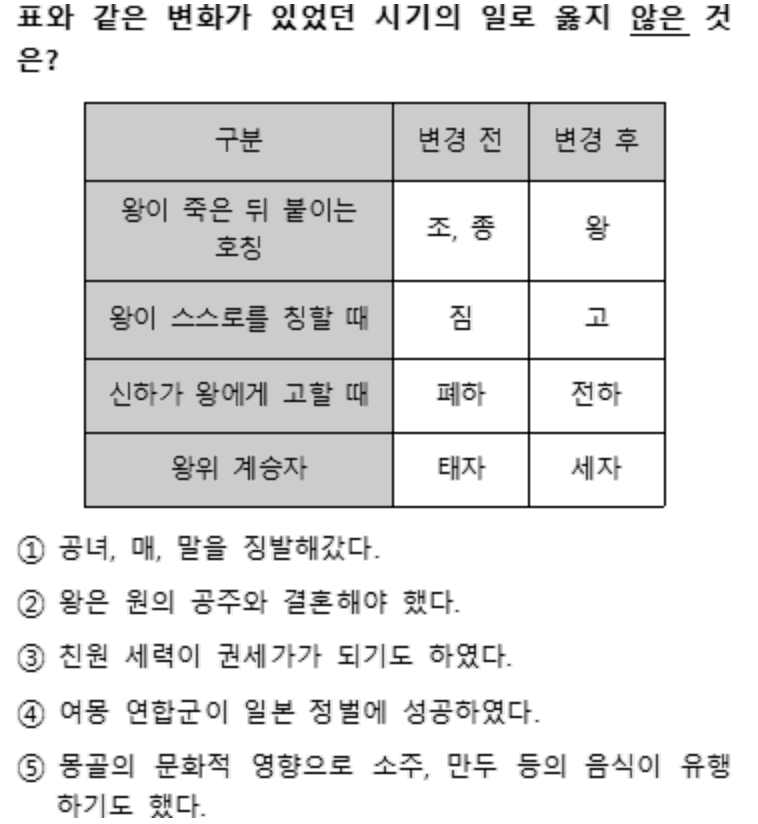 표와 같은 변화가 있었던 시기의 일로 옳지 않은 것
은?
구분 변경 전 변경 후
왕이 죽은 뒤 붙이는
호칭 조, 종 왕
왕이 스스로를 칭할 때 짐 고
신하가 왕에게 고할 때 폐하 전하
왕위 계승자 태자 세자
① 공녀, 매, 말을 징발해갔다.
② 왕은 원의 공주와 결혼해야 했다.
③ 친원 세력이 권세가가 되기도 하였다.
④ 여몽 연합군이 일본 정벌에 성공하였다.
⑤ 몽골의 문화적 영향으로 소주, 만두 등의 음식이 유행
하기도 했다.